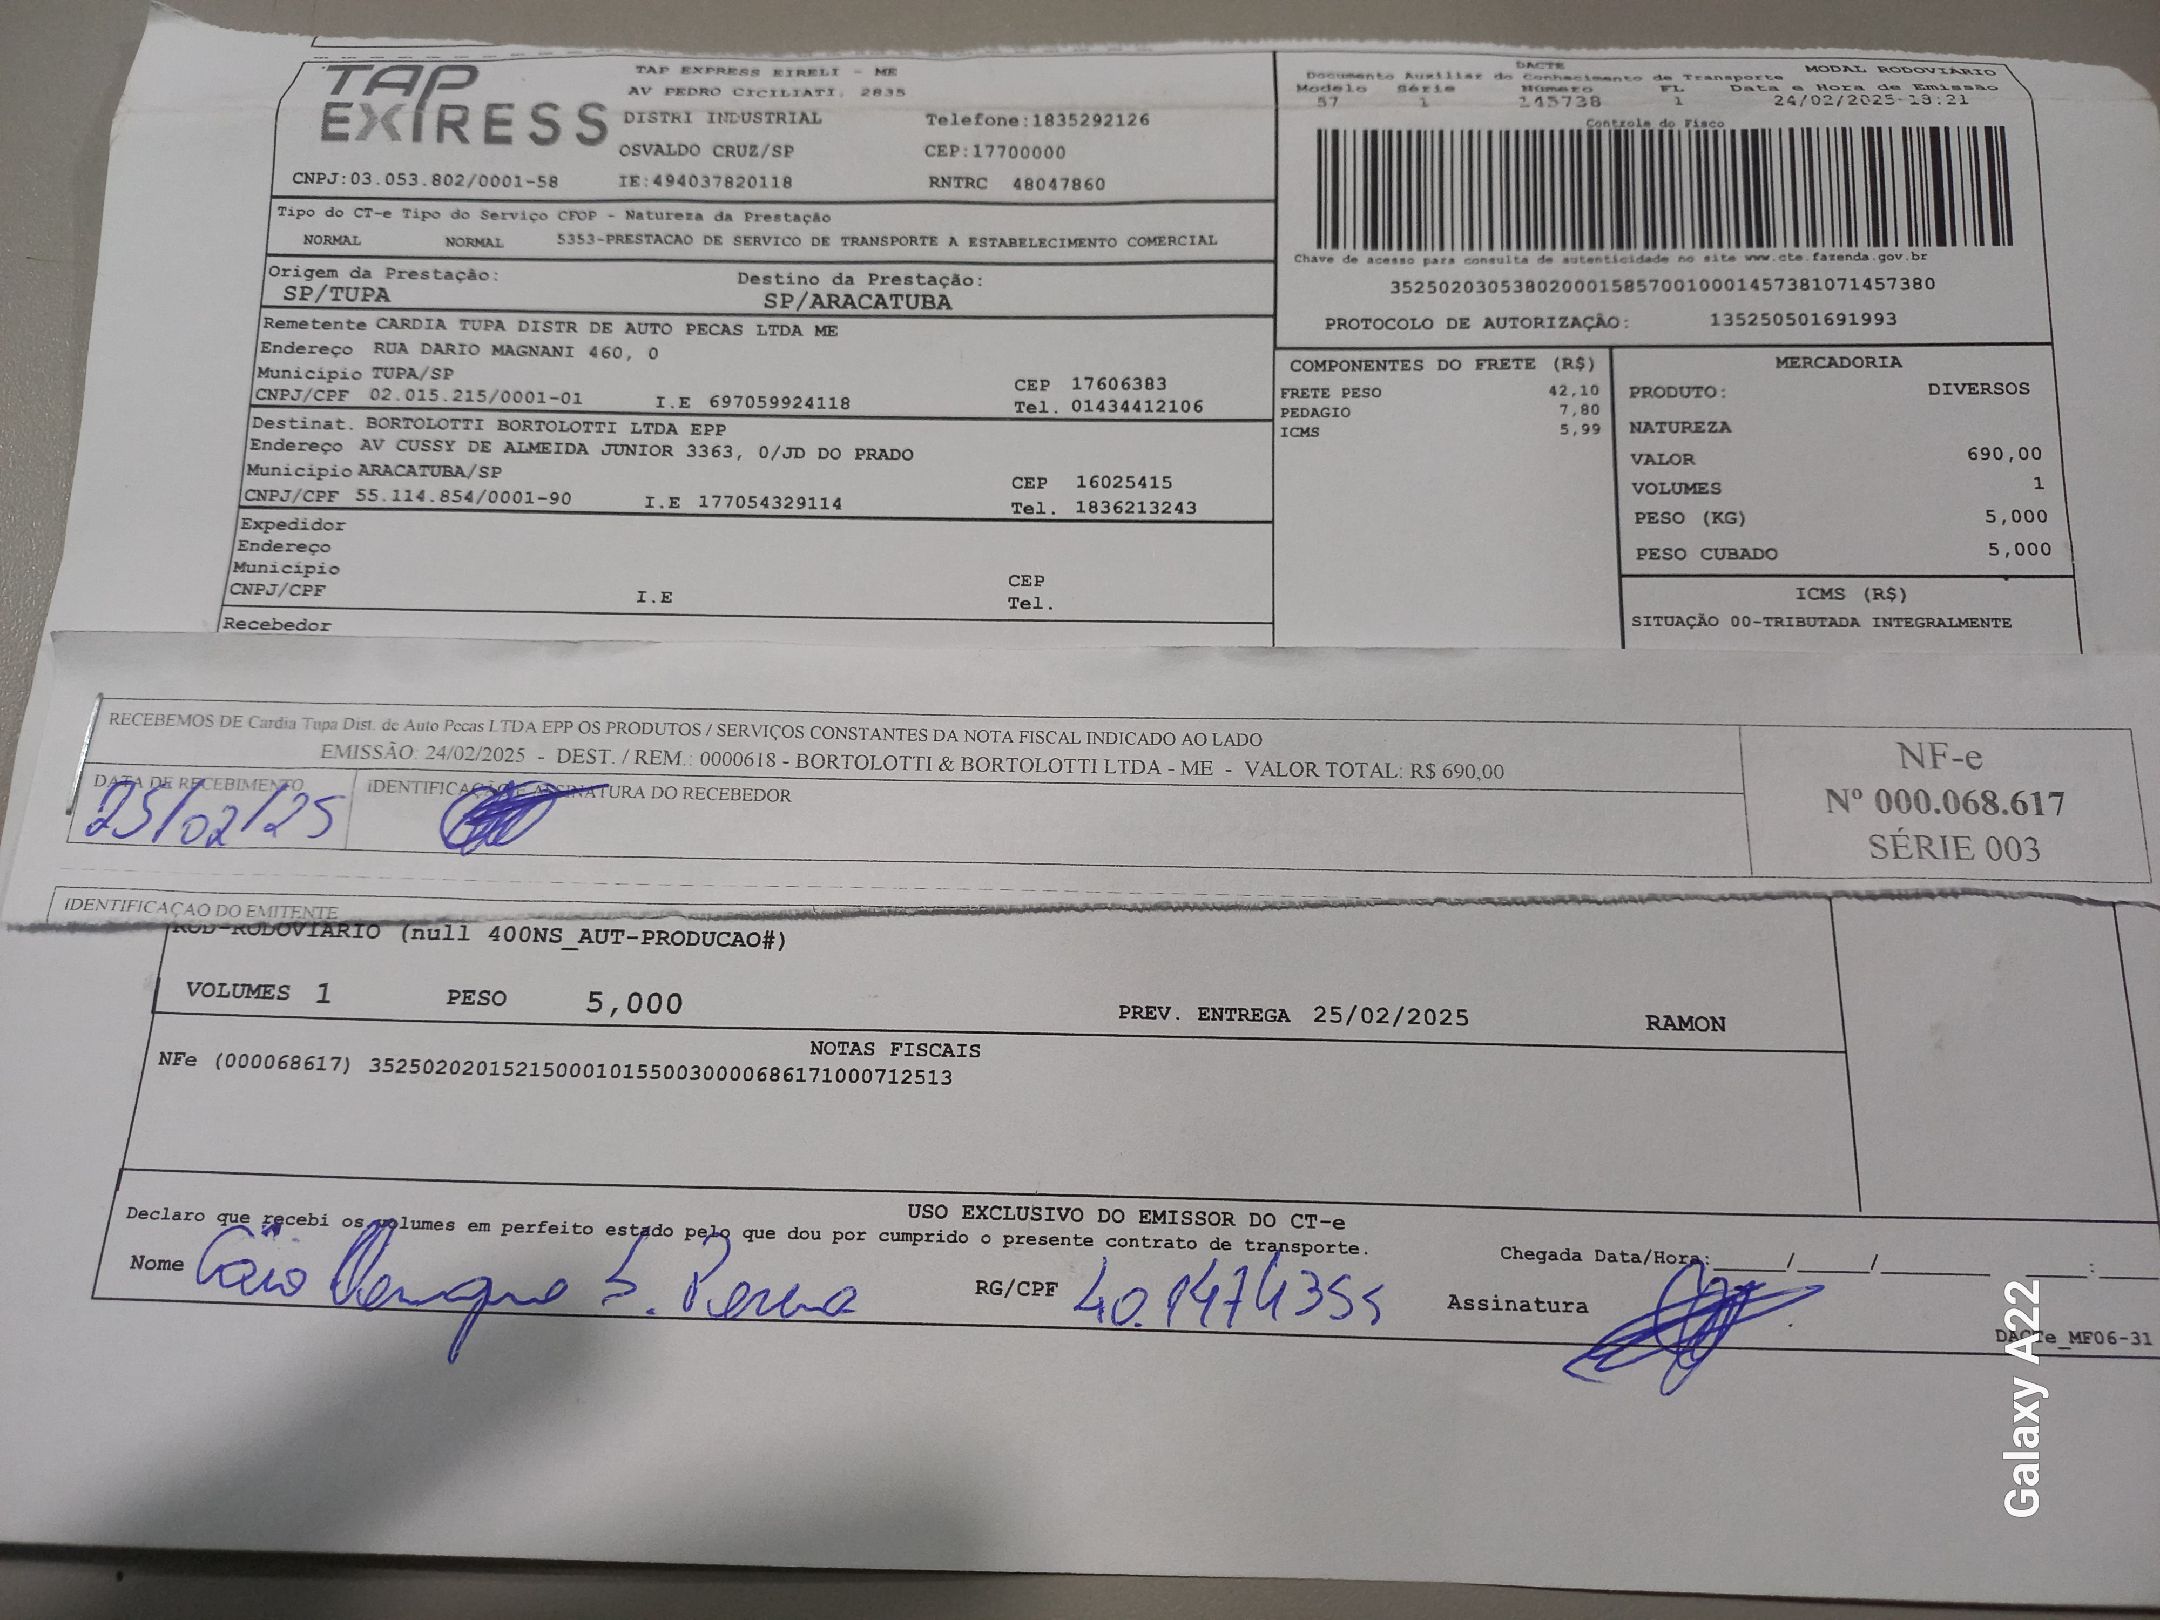 TAP EXPRESS
TAP EXPRESS EIRELI - ME
AV PEDRO CICILIATI, 2835
DISTRI INDUSTRIAL Telefone:1835292126
OSVALDO CRUZ/SP CEP:17700000
CNPJ:03.053.802/0001-58 IE:494037820118 RNTRC 48047860
DACTE
Documento Auxiliar do Conhecimento de Transporte MODAL RODOVIÁRIO
Modelo Série Número FL Data e Hora de Emissão
57 1 145738 1 24/02/2025
Controle do Fisco
Chave de acesso para consulta de autenticidade no site www.cte.fazenda.gov.br
35250203053802000158570010001457381071457380
PROTOCOLO DE AUTORIZAÇÃO: 135250501691993
Tipo do CT-e Tipo do Serviço CFOP - Natureza da Prestação
NORMAL NORMAL 5353-PRESTACAO DE SERVICO DE TRANSPORTE A ESTABELECIMENTO COMERCIAL
Origem da Prestação: Destino da Prestação:
SP/TUPA SP/ARACATUBA
Remetente CARDIA TUPA DISTR DE AUTO PECAS LTDA ME
Endereço RUA DARIO MAGNANI 460, 0
Município TUPA/SP CEP 17606383
CNPJ/CPF 02.015.215/0001-01 I.E 697059924118 Tel. 01434412106
Destinat. BORTOLOTTI BORTOLOTTI LTDA EPP
Endereço AV CUSSY DE ALMEIDA JUNIOR 3363, 0/JD DO PRADO
Município ARACATUBA/SP CEP 16025415
CNPJ/CPF 55.114.854/0001-90 I.E 177054329114 Tel. 1836213243
Expedidor
Endereço
Município CEP
CNPJ/CPF I.E Tel.
Recebedor
COMPONENTES DO FRETE (R$)
FRETE PESO 42,10
PEDAGIO 7,80
ICMS 5,99
MERCADORIA
PRODUTO: DIVERSOS
NATUREZA
VALOR 690,00
VOLUMES 1
PESO (KG) 5,000
PESO CUBADO 5,000
ICMS (R$)
SITUAÇÃO 00-TRIBUTADA INTEGRALMENTE
RECEBEMOS DE Cardia Tupa Dist. de Auto Pecas LTDA EPP OS PRODUTOS / SERVIÇOS CONSTANTES DA NOTA FISCAL INDICADO AO LADO
EMISSÃO: 24/02/2025 - DEST. / REM.: 0000618 - BORTOLOTTI & BORTOLOTTI LTDA - ME - VALOR TOTAL: R$ 690,00
DATA DE RECEBIMENTO IDENTIFICAÇÃO E ASSINATURA DO RECEBEDOR
25/02/25
NF-e
Nº 000.068.617
SÉRIE 003
IDENTIFICAÇÃO DO EMITENTE
ROD-RODOVIARIO (null 400NS_AUT-PRODUCAO#)
VOLUMES 1 PESO 5,000 PREV. ENTREGA 25/02/2025 RAMON
NOTAS FISCAIS
NFe (000068617) 35250202015215000101550030000686171000712513
USO EXCLUSIVO DO EMISSOR DO CT-e
Declaro que recebi os volumes em perfeito estado pelo que dou por cumprido o presente contrato de transporte.
Chegada Data/Hora:_____/_____/________ ____:____
Nome Caio Henrique S. RG/CPF 401474355 Assinatura
DACTe_MF06-31
Galaxy A22